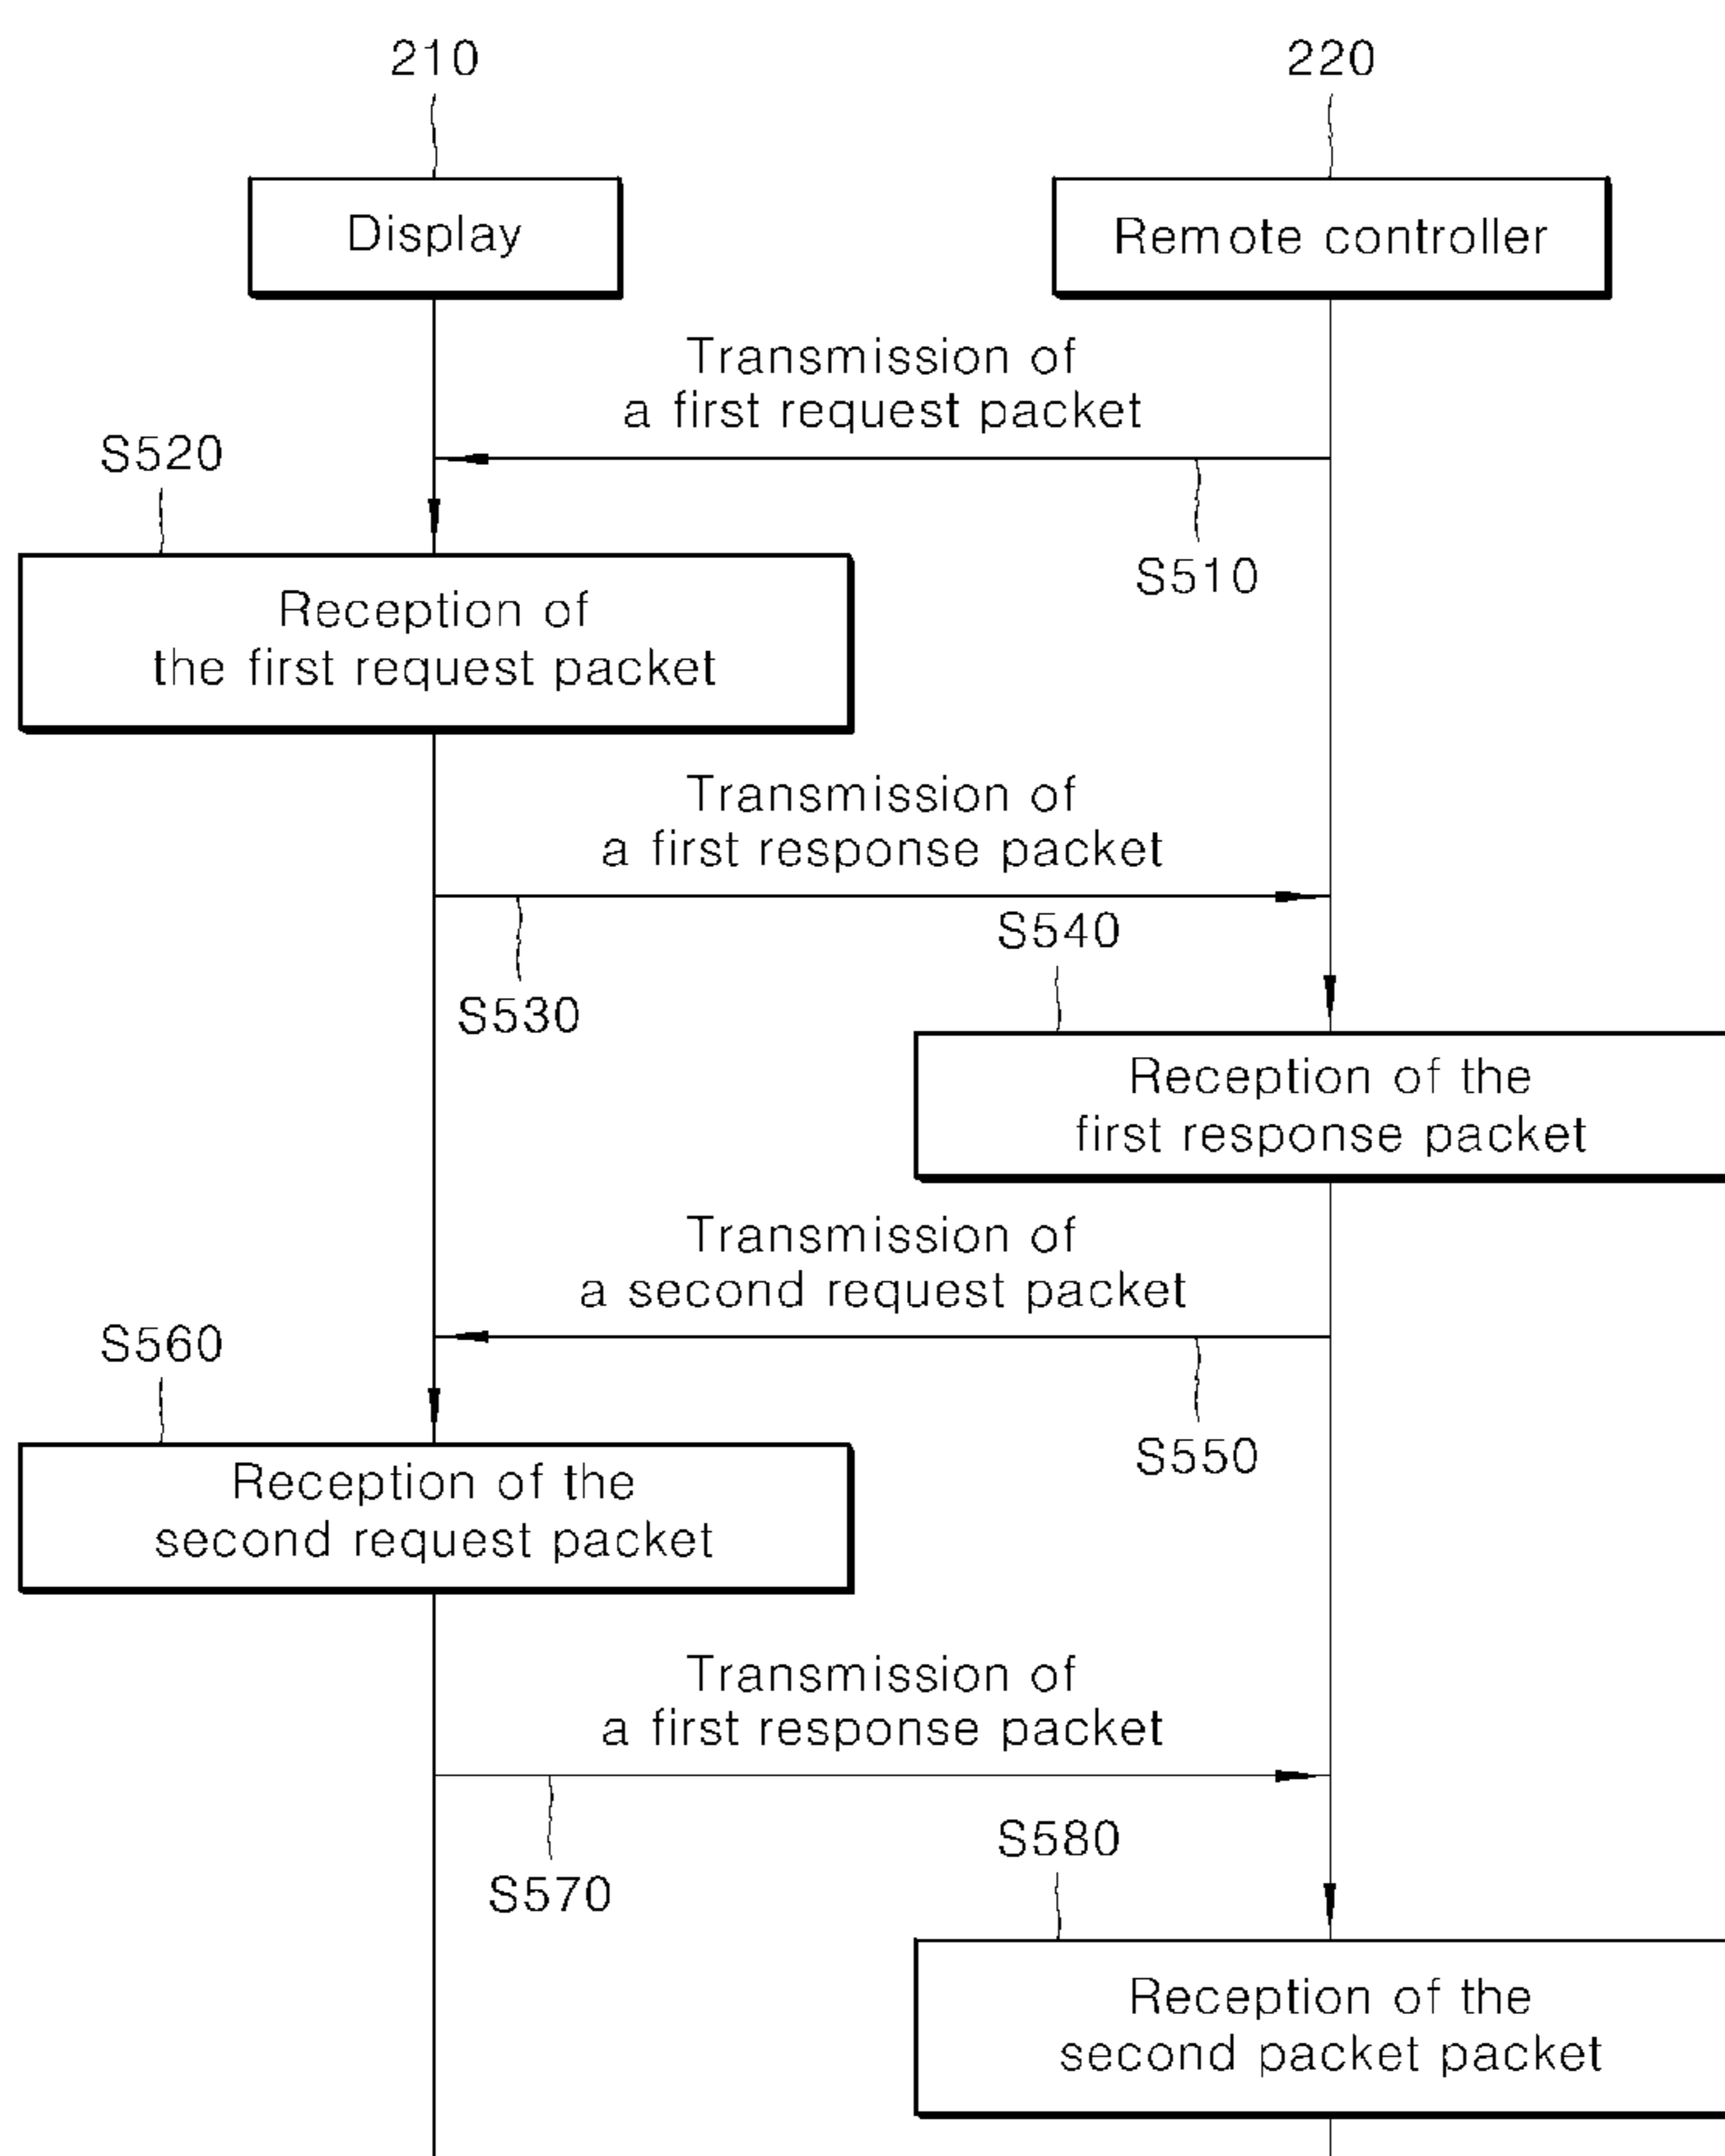 210
220
Display
Remote controller
Transmission of
a first request packet
S520
S510
Reception of
the first request packet
Transmission of
a first response packet
S540
S530
Reception of the
first response packet
Transmission of
a second request packet
S560
S550
Reception of the
second request packet
Transmission of
a first response packet
S580
S570
Reception of the
second packet packet